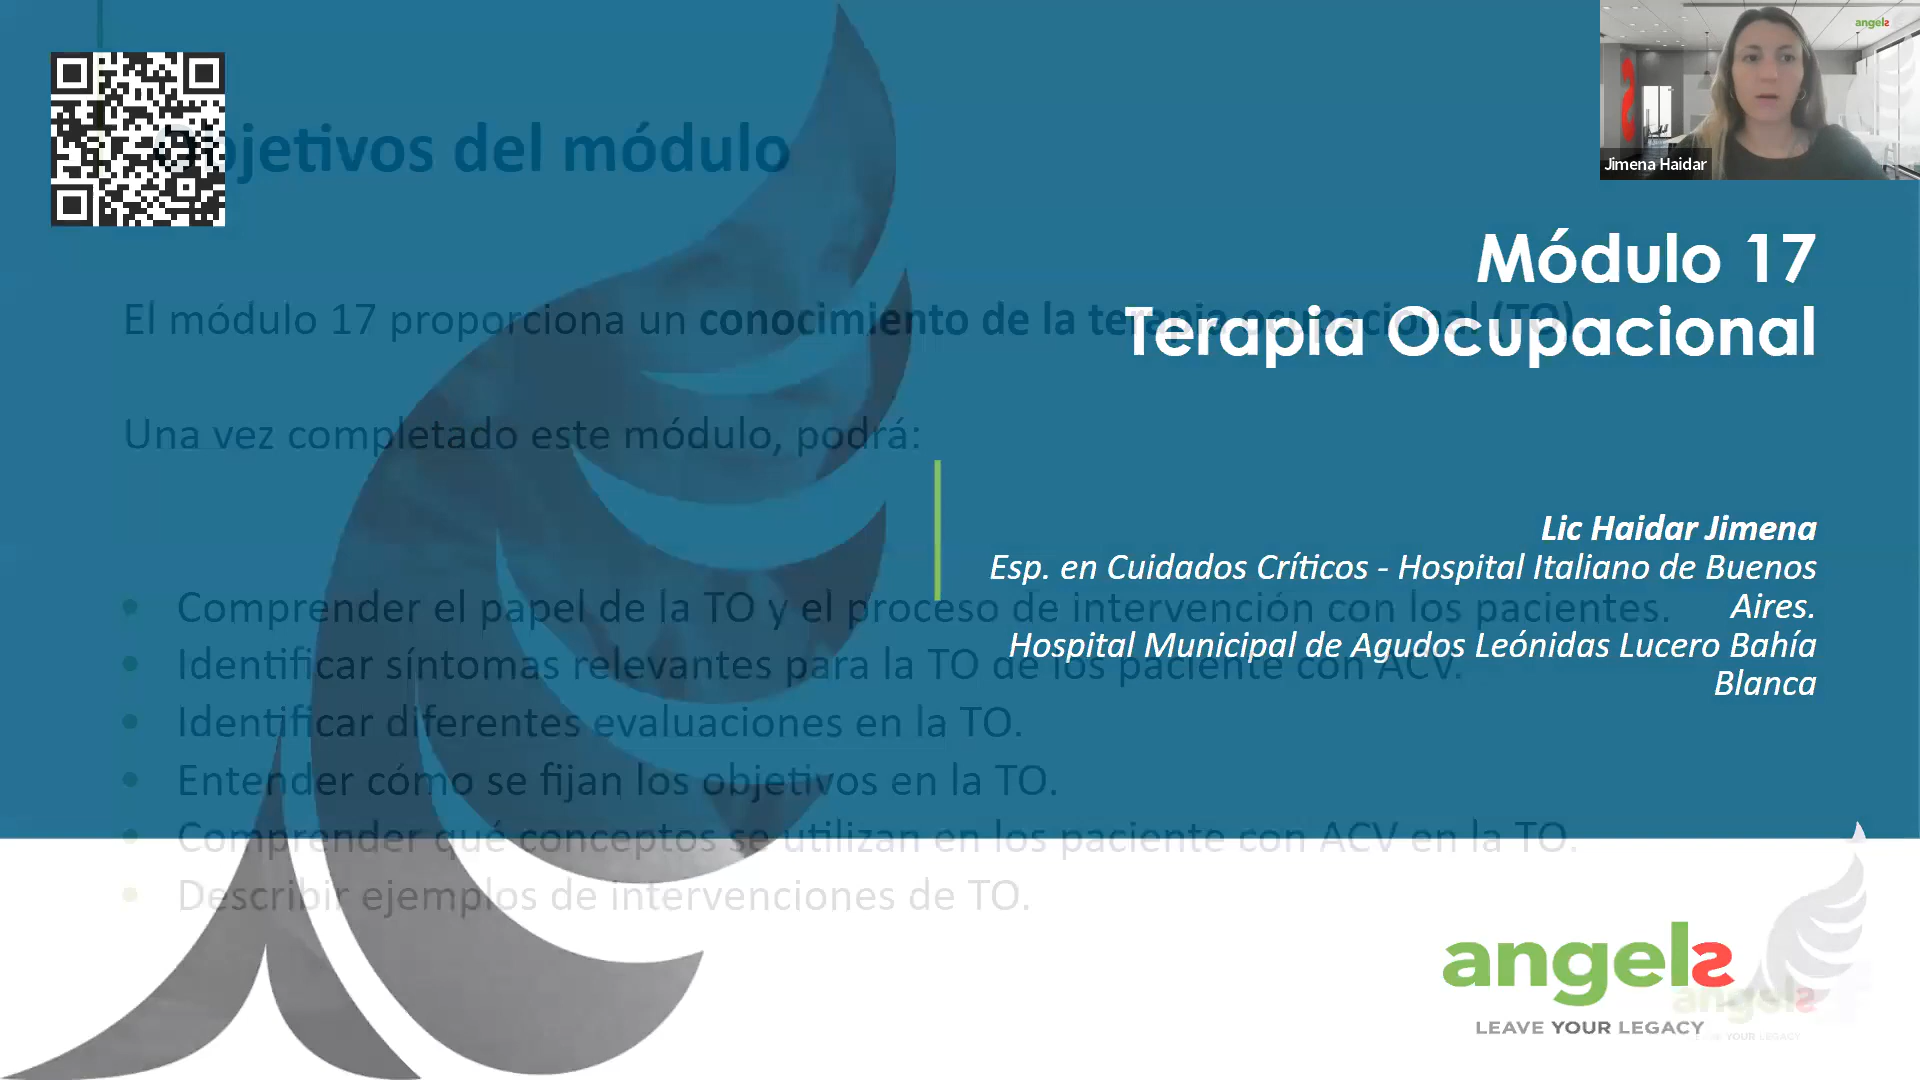 angels
Jimena Haidar
Objetivos del módulo
Módulo 17
Terapia Ocupacional
El módulo 17 proporciona un conocimiento de la terapia ocupacional (TO).
Una vez completado este módulo, podrá:
Lic Haidar Jimena
Esp. en Cuidados Críticos - Hospital Italiano de Buenos
Aires.
Hospital Municipal de Agudos Leónidas Lucero Bahía
Blanca
• Comprender el papel de la TO y el proceso de intervención con los pacientes.
• Identificar síntomas relevantes para la TO de los paciente con ACV.
• Identificar diferentes evaluaciones en la TO.
• Entender cómo se fijan los objetivos en la TO.
• Comprender qué conceptos se utilizan en los paciente con ACV en la TO.
• Describir ejemplos de intervenciones de TO.
angels
LEAVE YOUR LEGACY
angels
LEAVE YOUR LEGACY